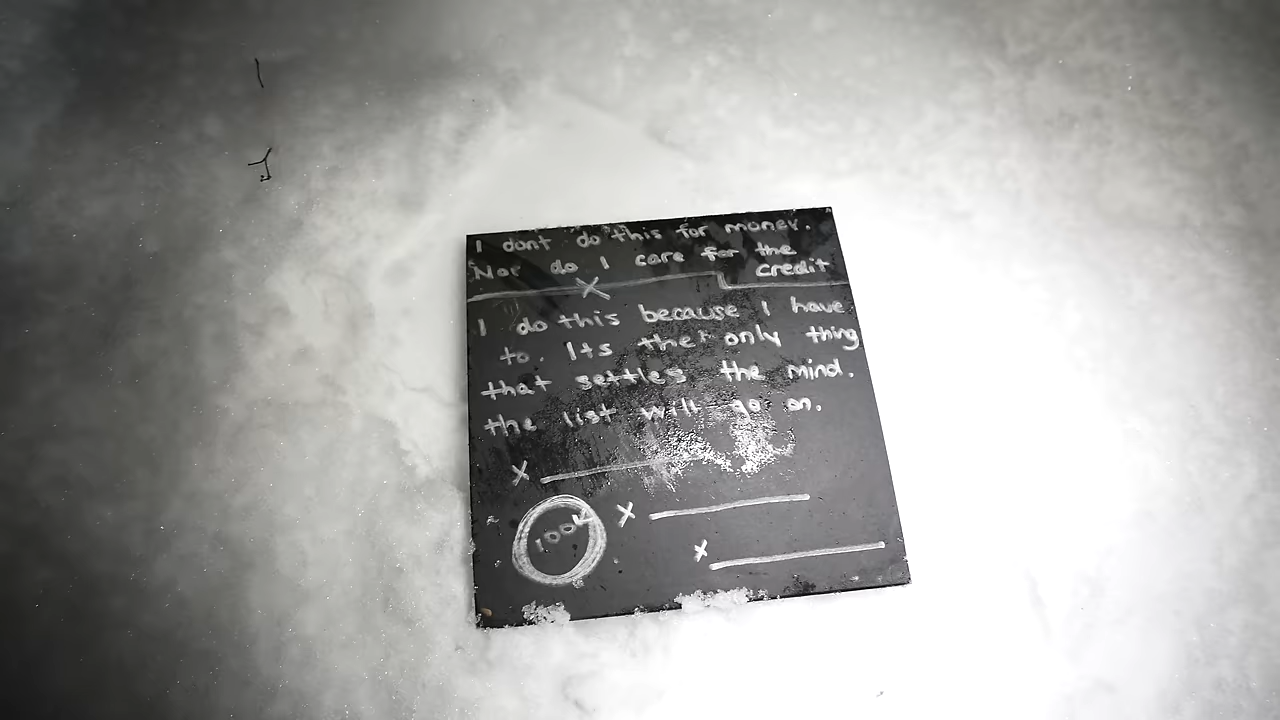 I dont do this for money.
Nor do I care for the
credit
X
I do this because I have
to. Its the only thing
that settles the mind.
the list will go on.
X
X
100K
X